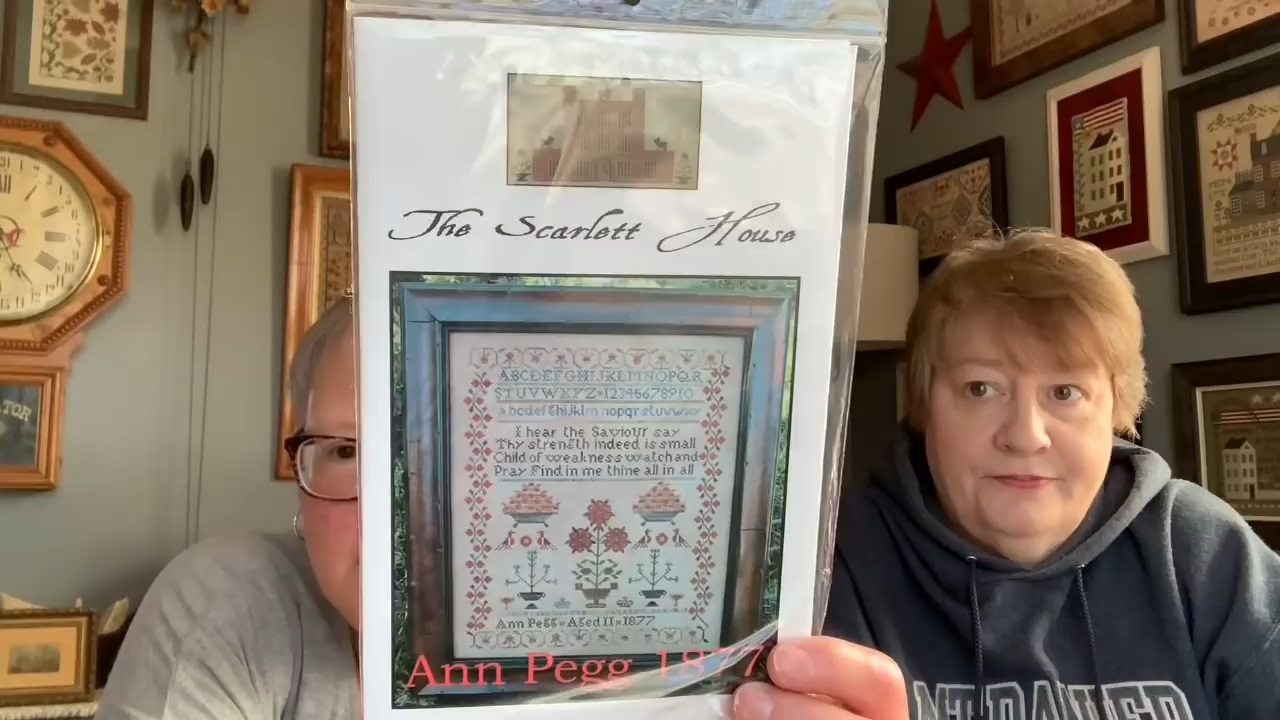 The Scarlett House
ABCDEFGHIJKLMNOPQR
STUVWXYZ
abcdefghijklmnopqrstuvwxy
I hear the Saviour say
Thy strength indeed is small
Child of weakness watch and
Pray Find in me thine all in all
Ann Pegg × Aged 11 × 1877
Ann Pegg 1877